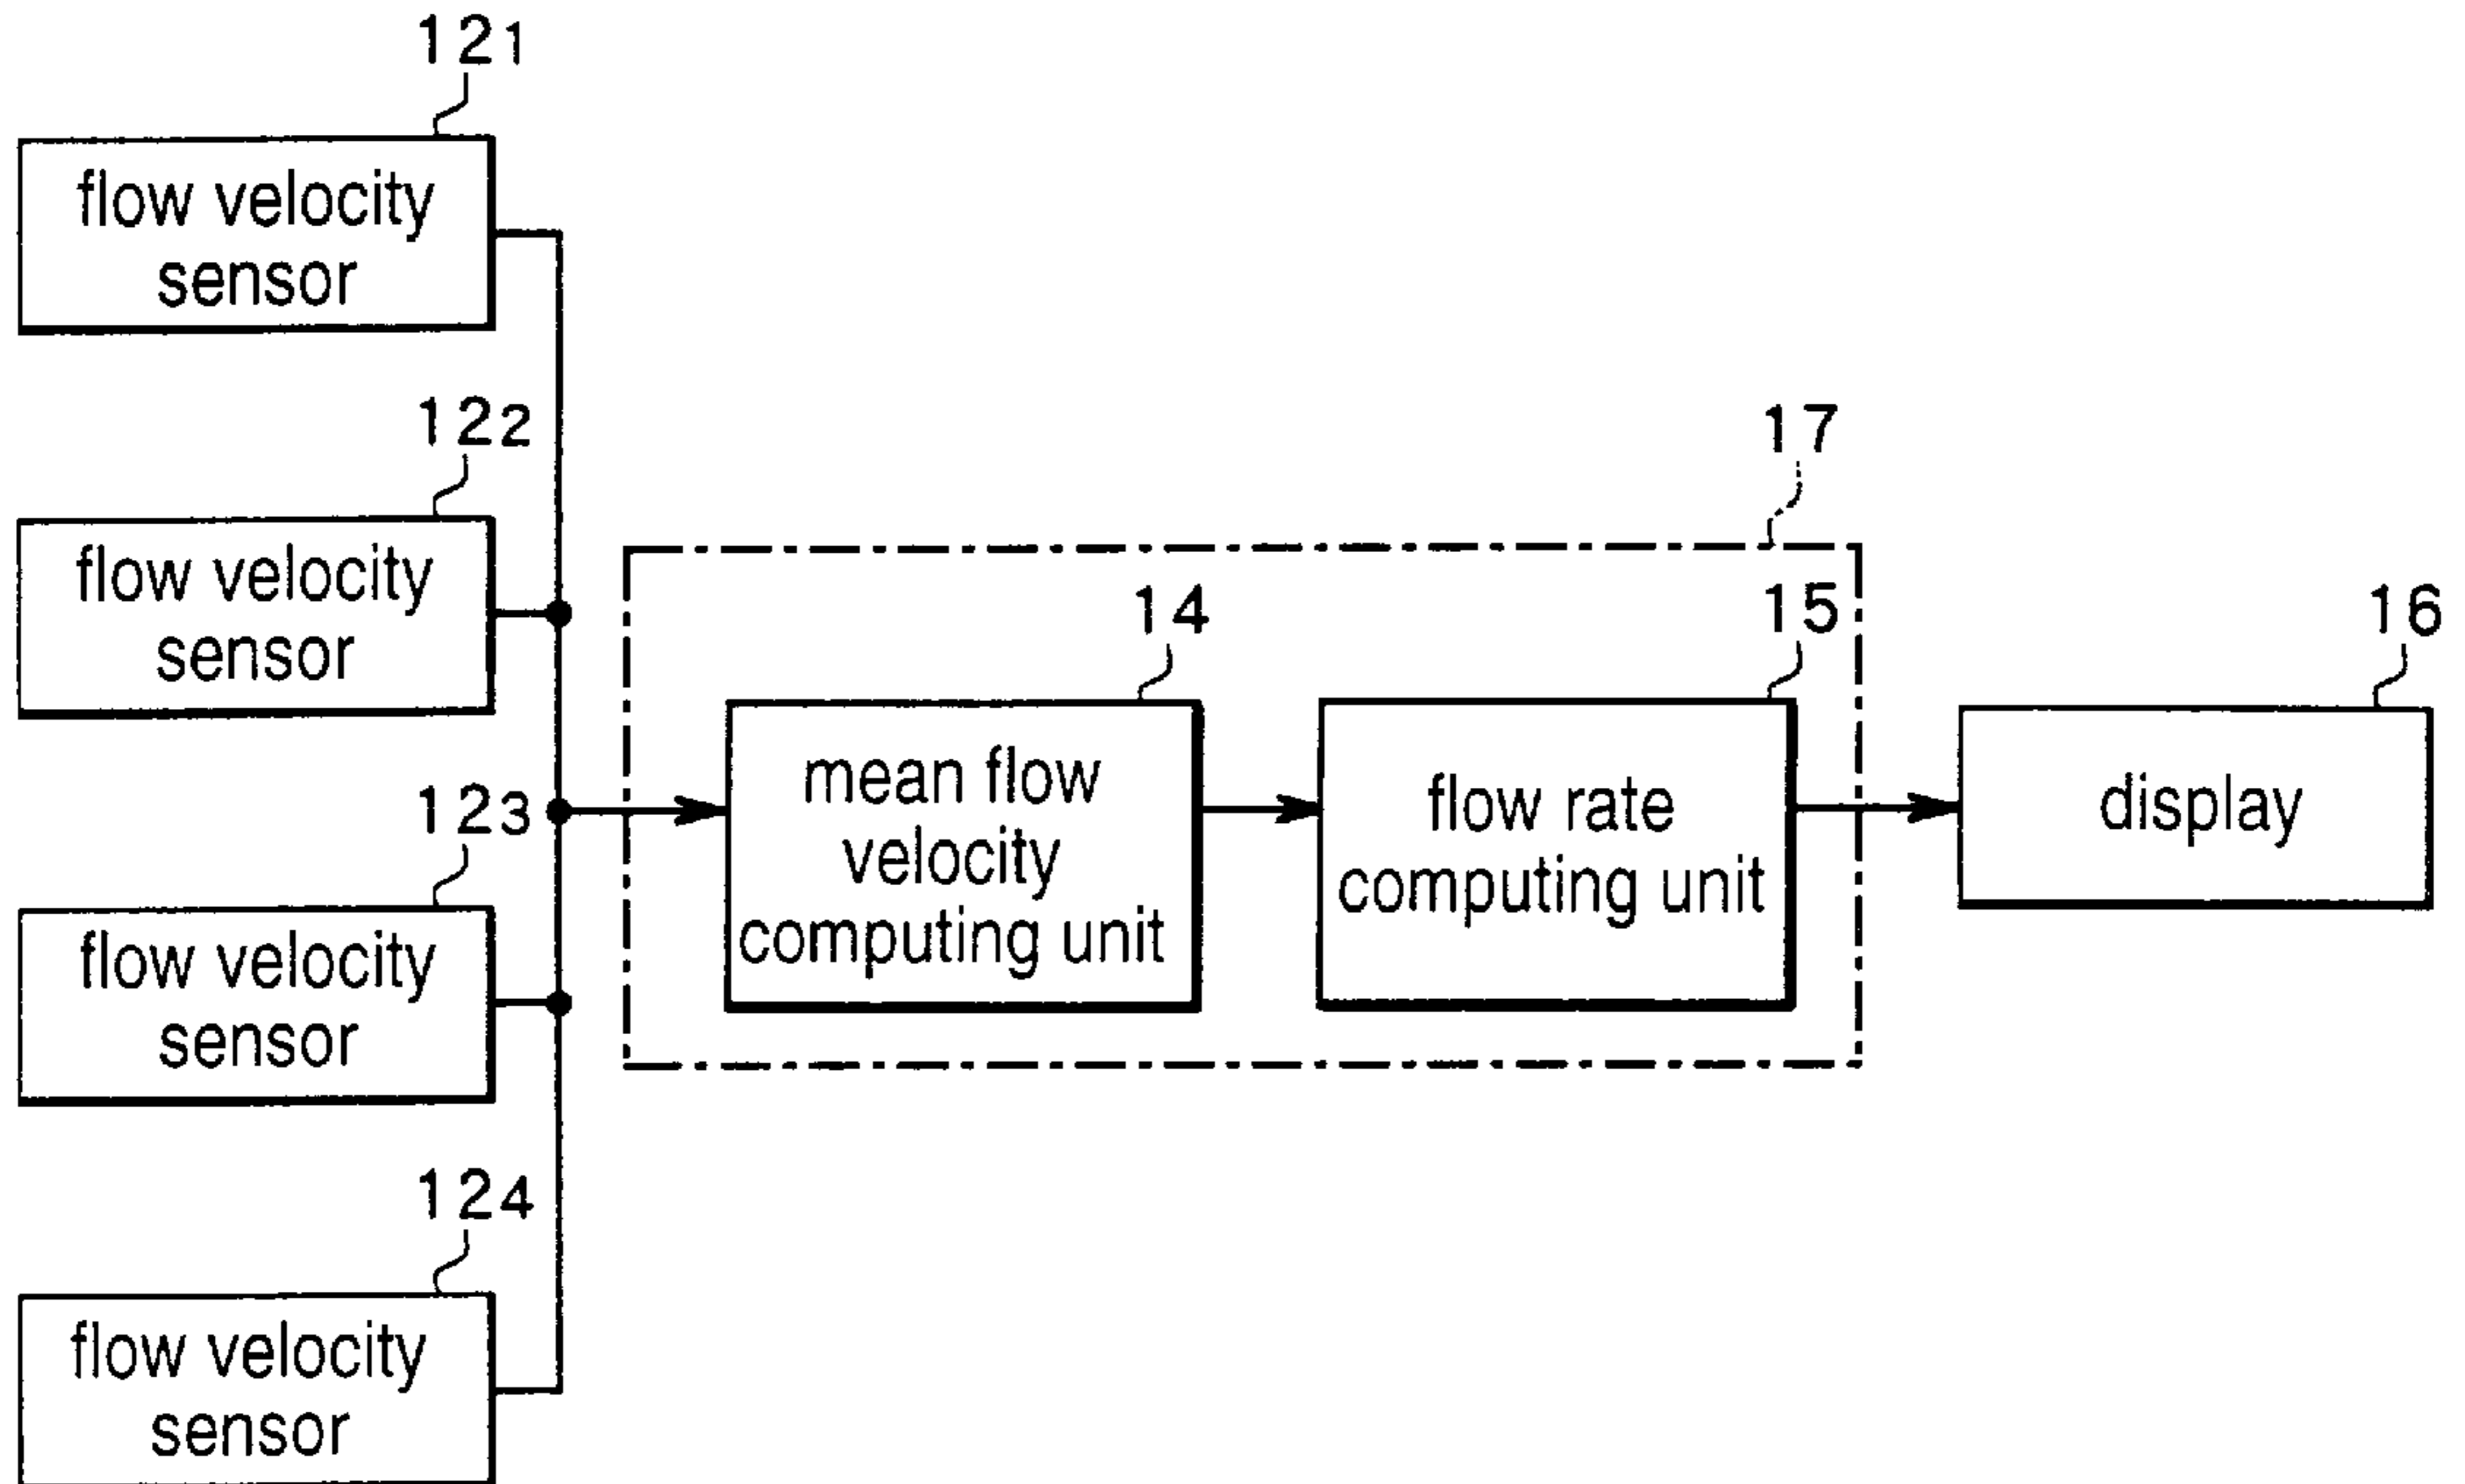 12₁
flow velocity
sensor
12₂
flow velocity
sensor
12₃
flow velocity
sensor
12₄
flow velocity
sensor
17
14
mean flow
velocity
computing unit
15
flow rate
computing unit
16
display